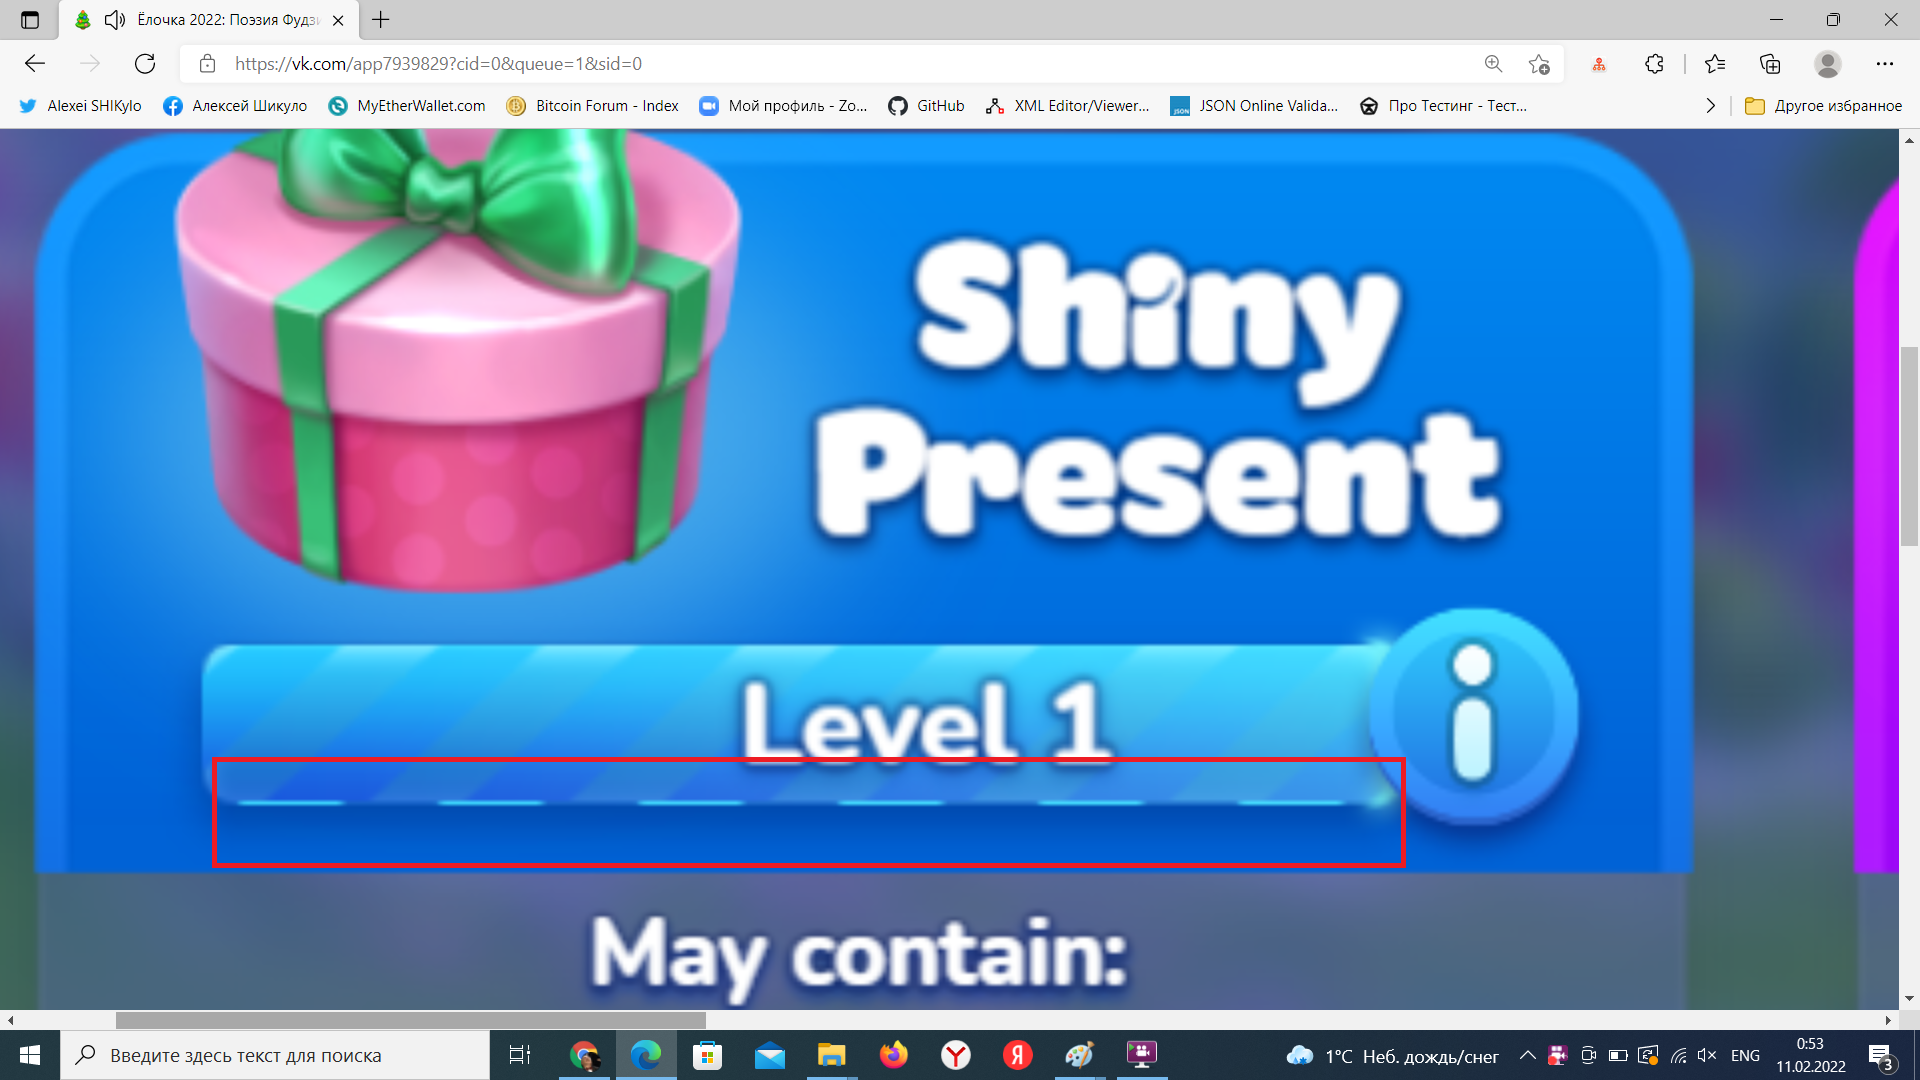 Ёлочка 2022: Поэзия Фудзи
https://vk.com/app7939829?cid=0&queue=1&sid=0
Alexei SHIKylo
Алексей Шикуло
MyEtherWallet.com
Bitcoin Forum - Index
Мой профиль - Zo...
GitHub
XML Editor/Viewer...
JSON Online Valida...
Про Тестинг - Тест...
Другое избранное
Shiny
Present
Level 1
May contain:
Введите здесь текст для поиска
1°C Неб. дождь/снег
ENG
0:53
11.02.2022
3